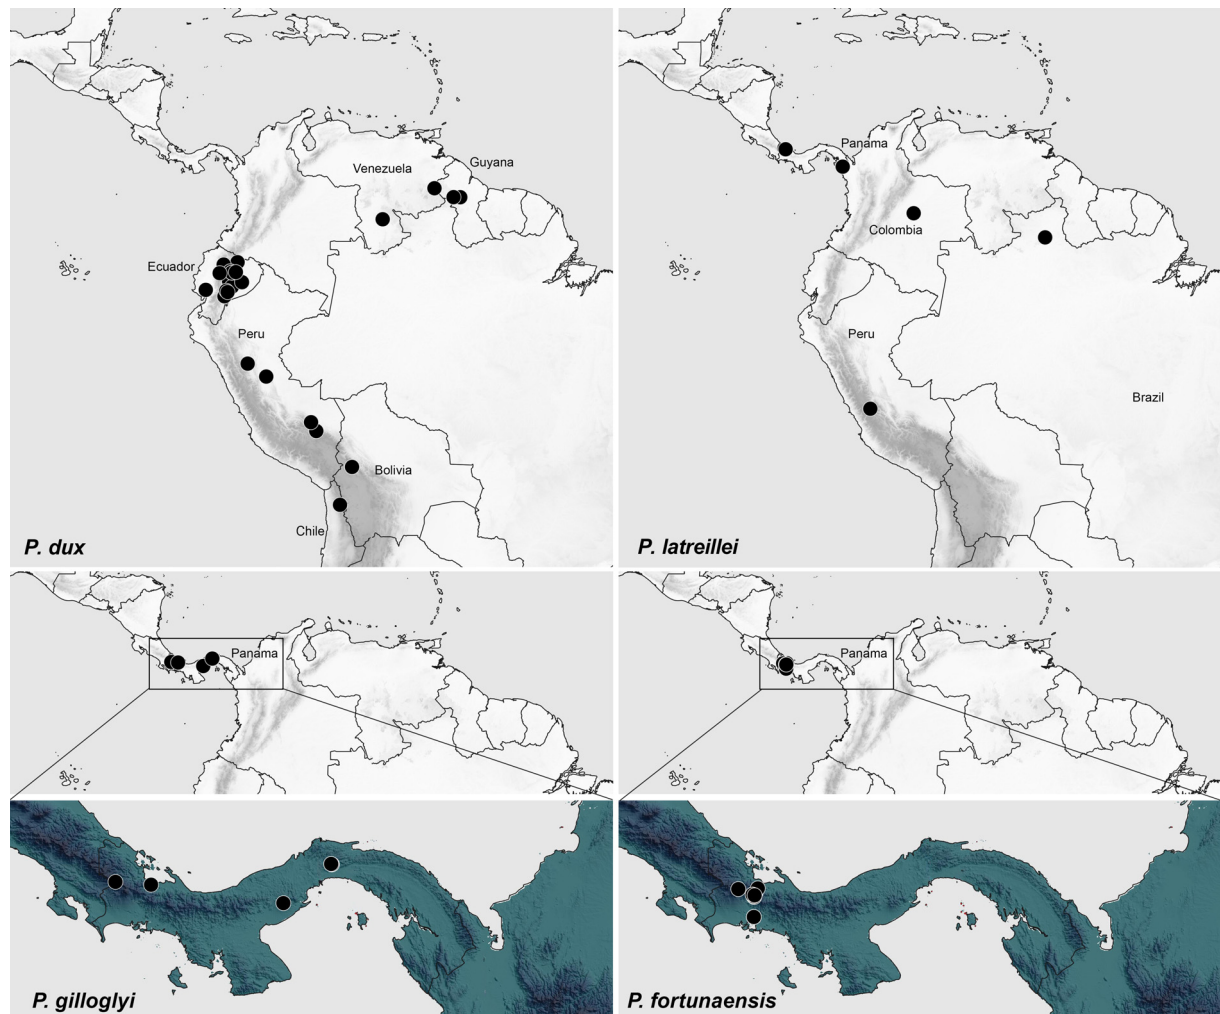 Venezuela
Guyana
Ecuador
Peru
Bolivia
Chile
P. dux
Panama
Colombia
Peru
Brazil
P. latreillei
Panama
P. gilloglyi
Panama
P. fortunaensis